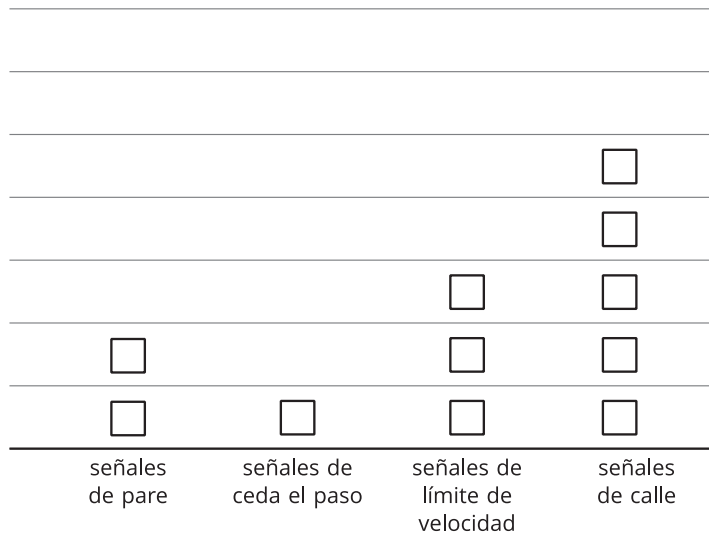 señales
de pare
señales de
ceda el paso
señales de
límite de
velocidad
señales
de calle